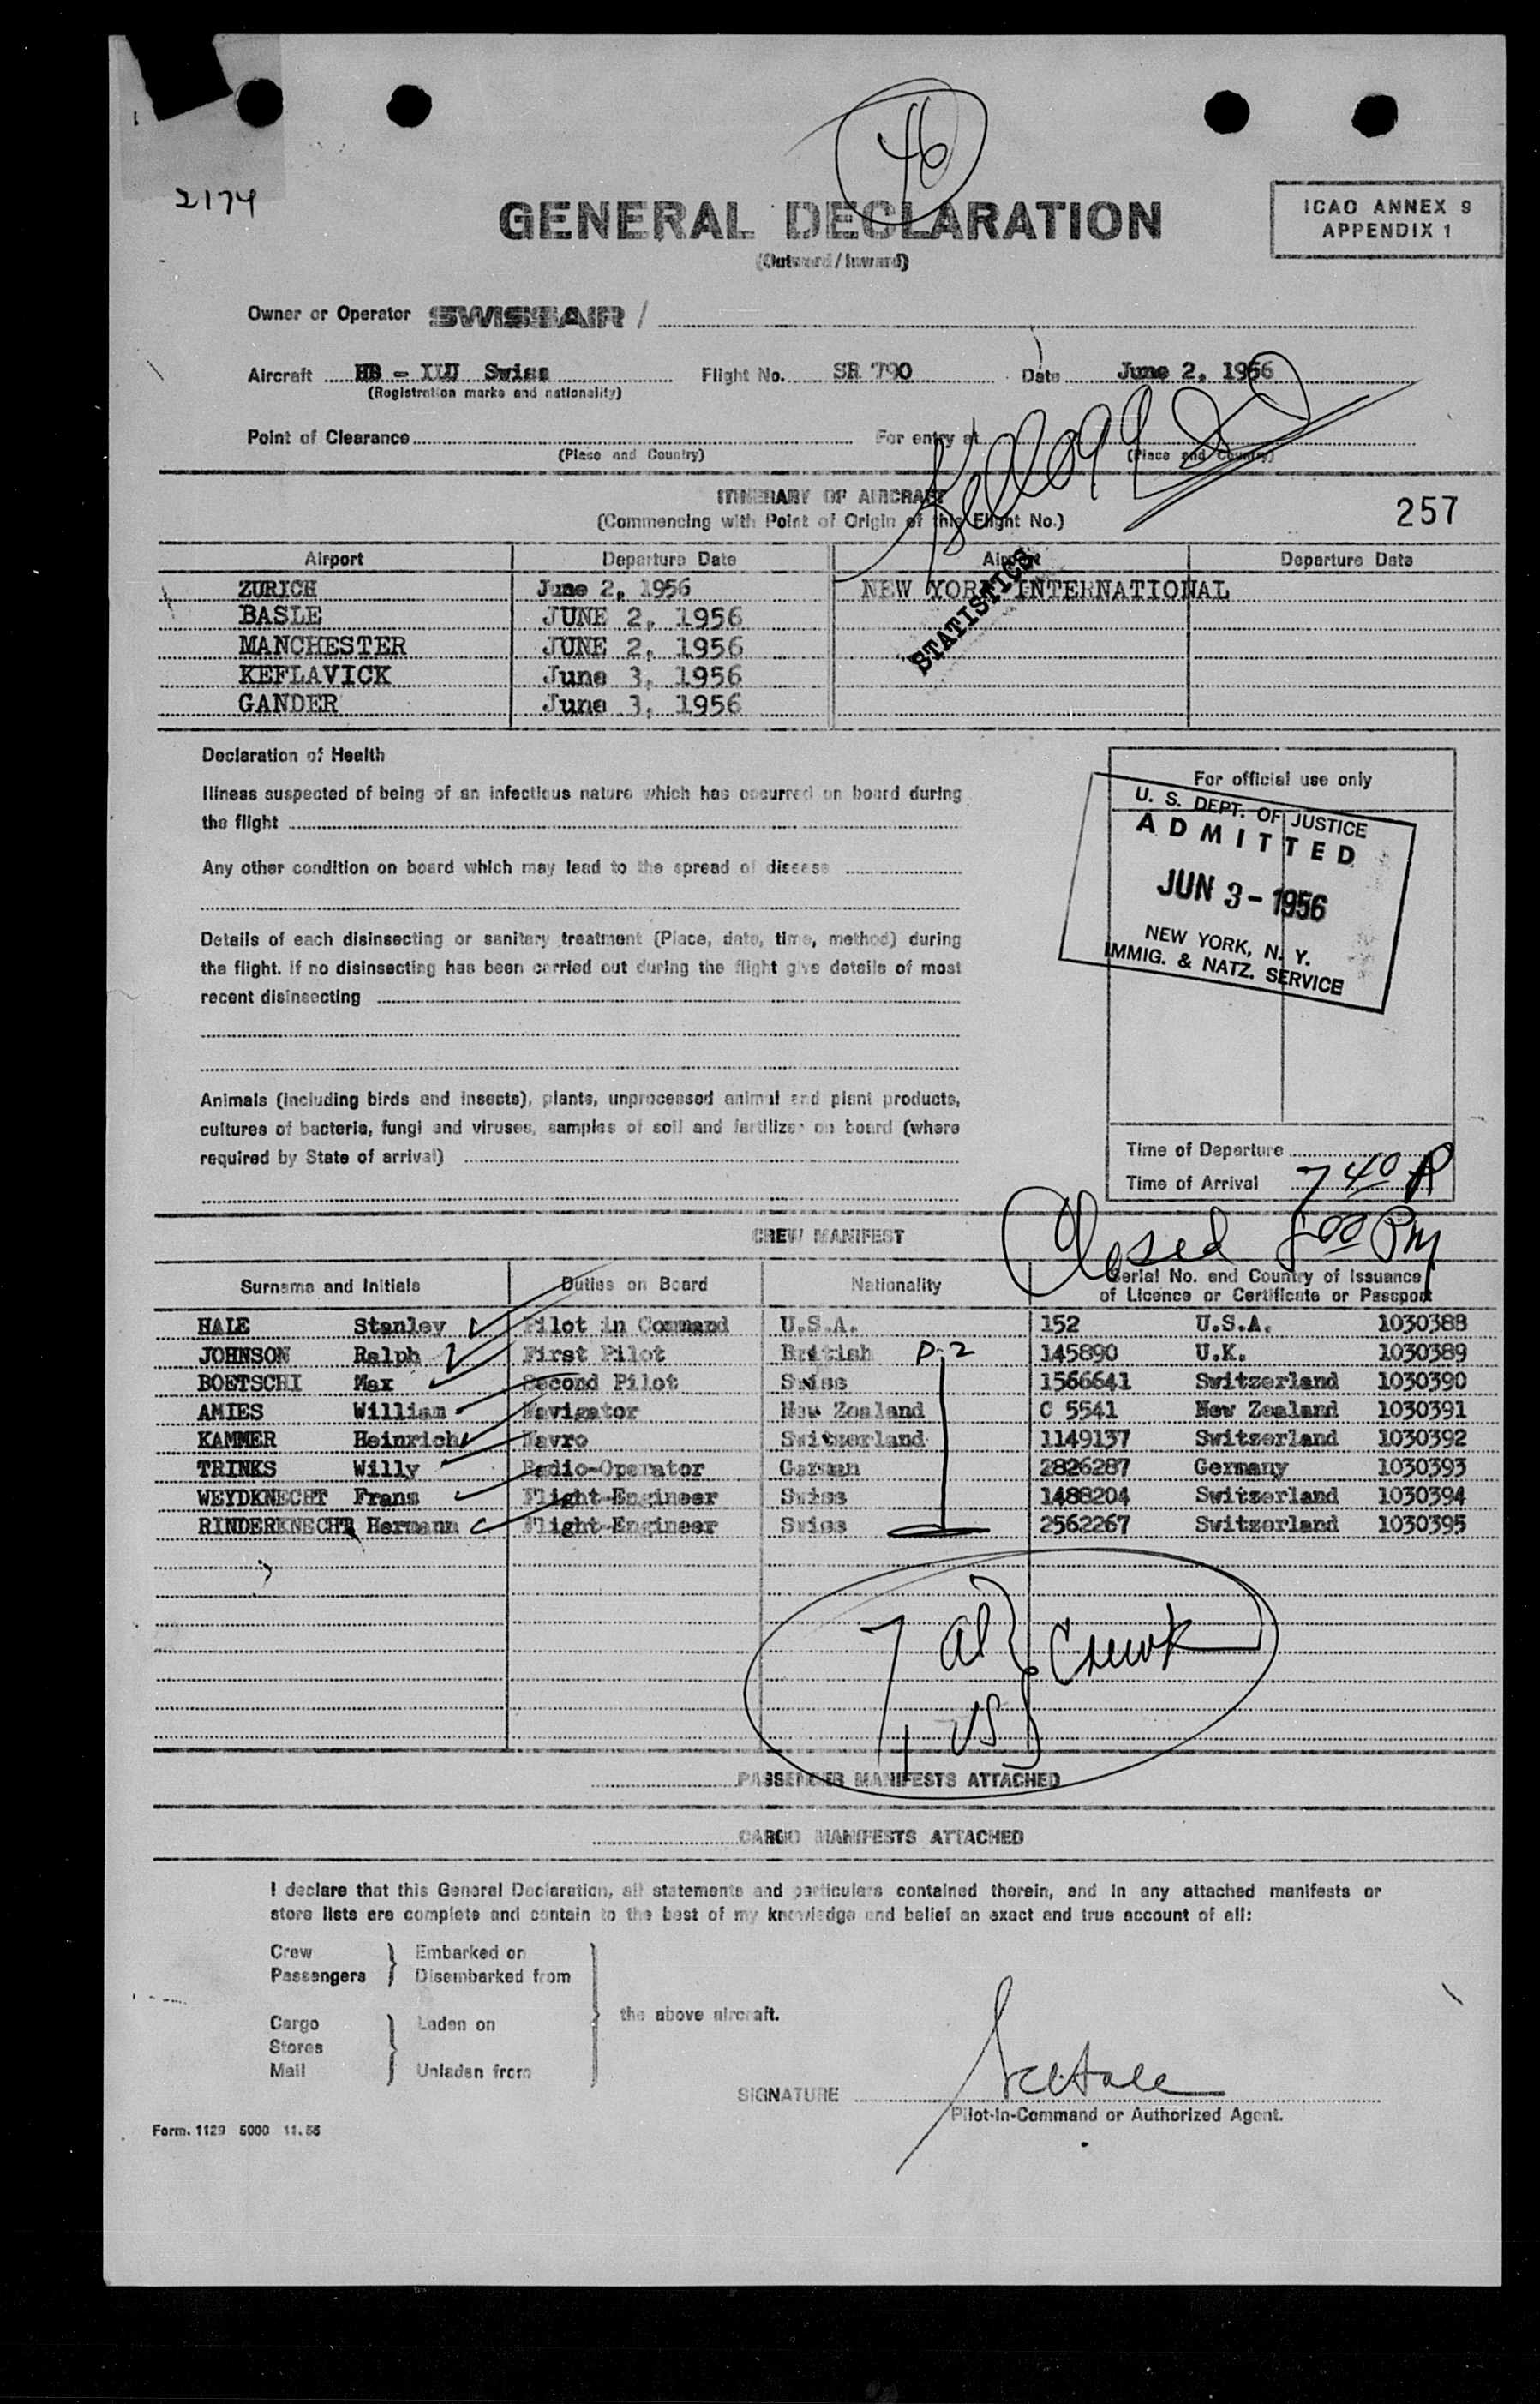 46
2174
GENERAL DECLARATION
(Outward / Inward)
ICAO ANNEX 9
APPENDIX 1
Owner or Operator SWISSAIR /
Aircraft HB - ILU Swiss Flight No. SR 790 Date June 2, 1956
(Registration marks and nationality)
Point of Clearance For entry at
(Place and Country) (Place and Country)
Kellogg
ITINERARY OF AIRCRAFT
(Commencing with Point of Origin of this Flight No.)
257
Airport Departure Date Airport Departure Date
ZURICH June 2, 1956 NEW YORK INTERNATIONAL
BASLE JUNE 2, 1956
MANCHESTER JUNE 2, 1956
KEFLAVICK June 3, 1956
GANDER June 3, 1956
STATISTICS
Declaration of Health
Illness suspected of being of an infectious nature which has occurred on board during
the flight
Any other condition on board which may lead to the spread of disease
Details of each disinsecting or sanitary treatment (Place, date, time, method) during
the flight. If no disinsecting has been carried out during the flight give details of most
recent disinsecting
Animals (including birds and insects), plants, unprocessed animal and plant products,
cultures of bacteria, fungi and viruses, samples of soil and fertilizer on board (where
required by State of arrival)
For official use only
U. S. DEPT. OF JUSTICE
ADMITTED
JUN 3 - 1956
NEW YORK, N. Y.
IMMIG. & NATZ. SERVICE
Time of Departure
Time of Arrival 7 40 P
Closed 8 00 PM
CREW MANIFEST
Surname and Initials Duties on Board Nationality Serial No. and Country of Issuance
of Licence or Certificate or Passport
HALE Stanley Pilot in Command U.S.A. 152 U.S.A. 1030388
JOHNSON Ralph First Pilot British D-2 145890 U.K. 1030389
BOETSCHI Max Second Pilot Swiss 1566641 Switzerland 1030390
AMIES William Navigator New Zealand C 5541 New Zealand 1030391
KAMMER Heinrich Navro Switzerland 1149137 Switzerland 1030392
TRINKS Willy Radio-Operator German 2826287 Germany 1030393
WEYDKNECHT Frans Flight-Engineer Swiss 1488204 Switzerland 1030394
RINDERKNECHT Hermann Flight-Engineer Swiss 2562267 Switzerland 1030395
7 al
1 US
PASSENGER MANIFESTS ATTACHED
CARGO MANIFESTS ATTACHED
I declare that this General Declaration, all statements and particulars contained therein, and in any attached manifests or
store lists are complete and contain to the best of my knowledge and belief an exact and true account of all:
Crew } Embarked on
Passengers } Disembarked from
the above aircraft.
Cargo } Laden on
Stores
Mail } Unladen from
SIGNATURE
Pilot-in-Command or Authorized Agent.
Form. 1129 5000 11.56